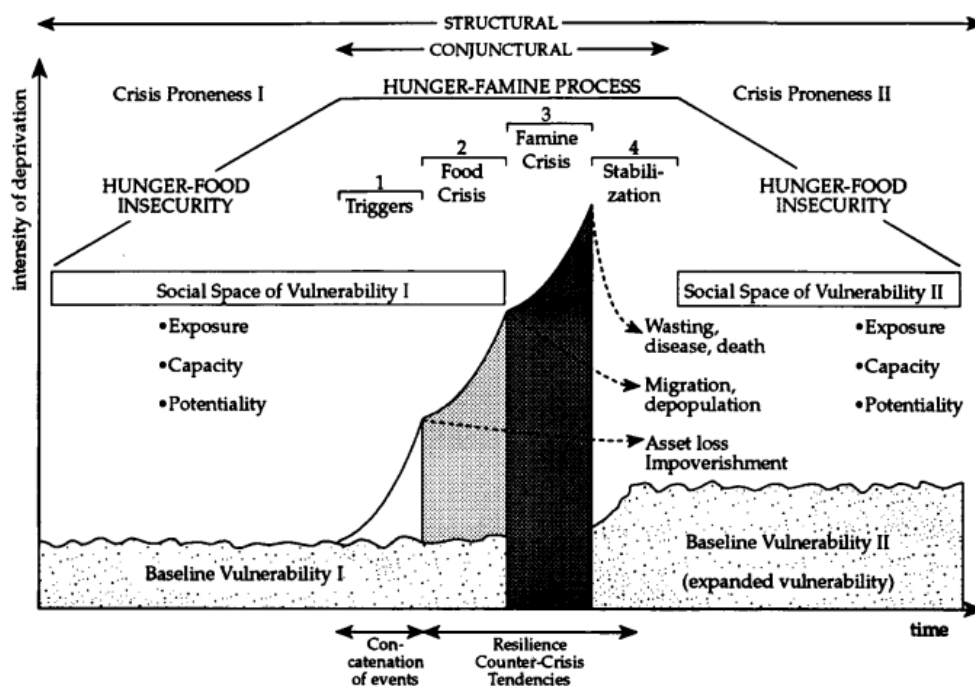 STRUCTURAL
CONJUNCTURAL
HUNGER-FAMINE PROCESS
Crisis Proneness I
Crisis Proneness II
3
Famine
Crisis
2
Food
Crisis
4
Stabili-
zation
1
Triggers
HUNGER-FOOD
INSECURITY
HUNGER-FOOD
INSECURITY
intensity of deprivation
Social Space of Vulnerability I
• Exposure
• Capacity
• Potentiality
Social Space of Vulnerability II
• Exposure
• Capacity
• Potentiality
Wasting,
disease, death
Migration,
depopulation
Asset loss
Impoverishment
Baseline Vulnerability I
Baseline Vulnerability II
(expanded vulnerability)
time
Con-
catenation
of events
Resilience
Counter-Crisis
Tendencies